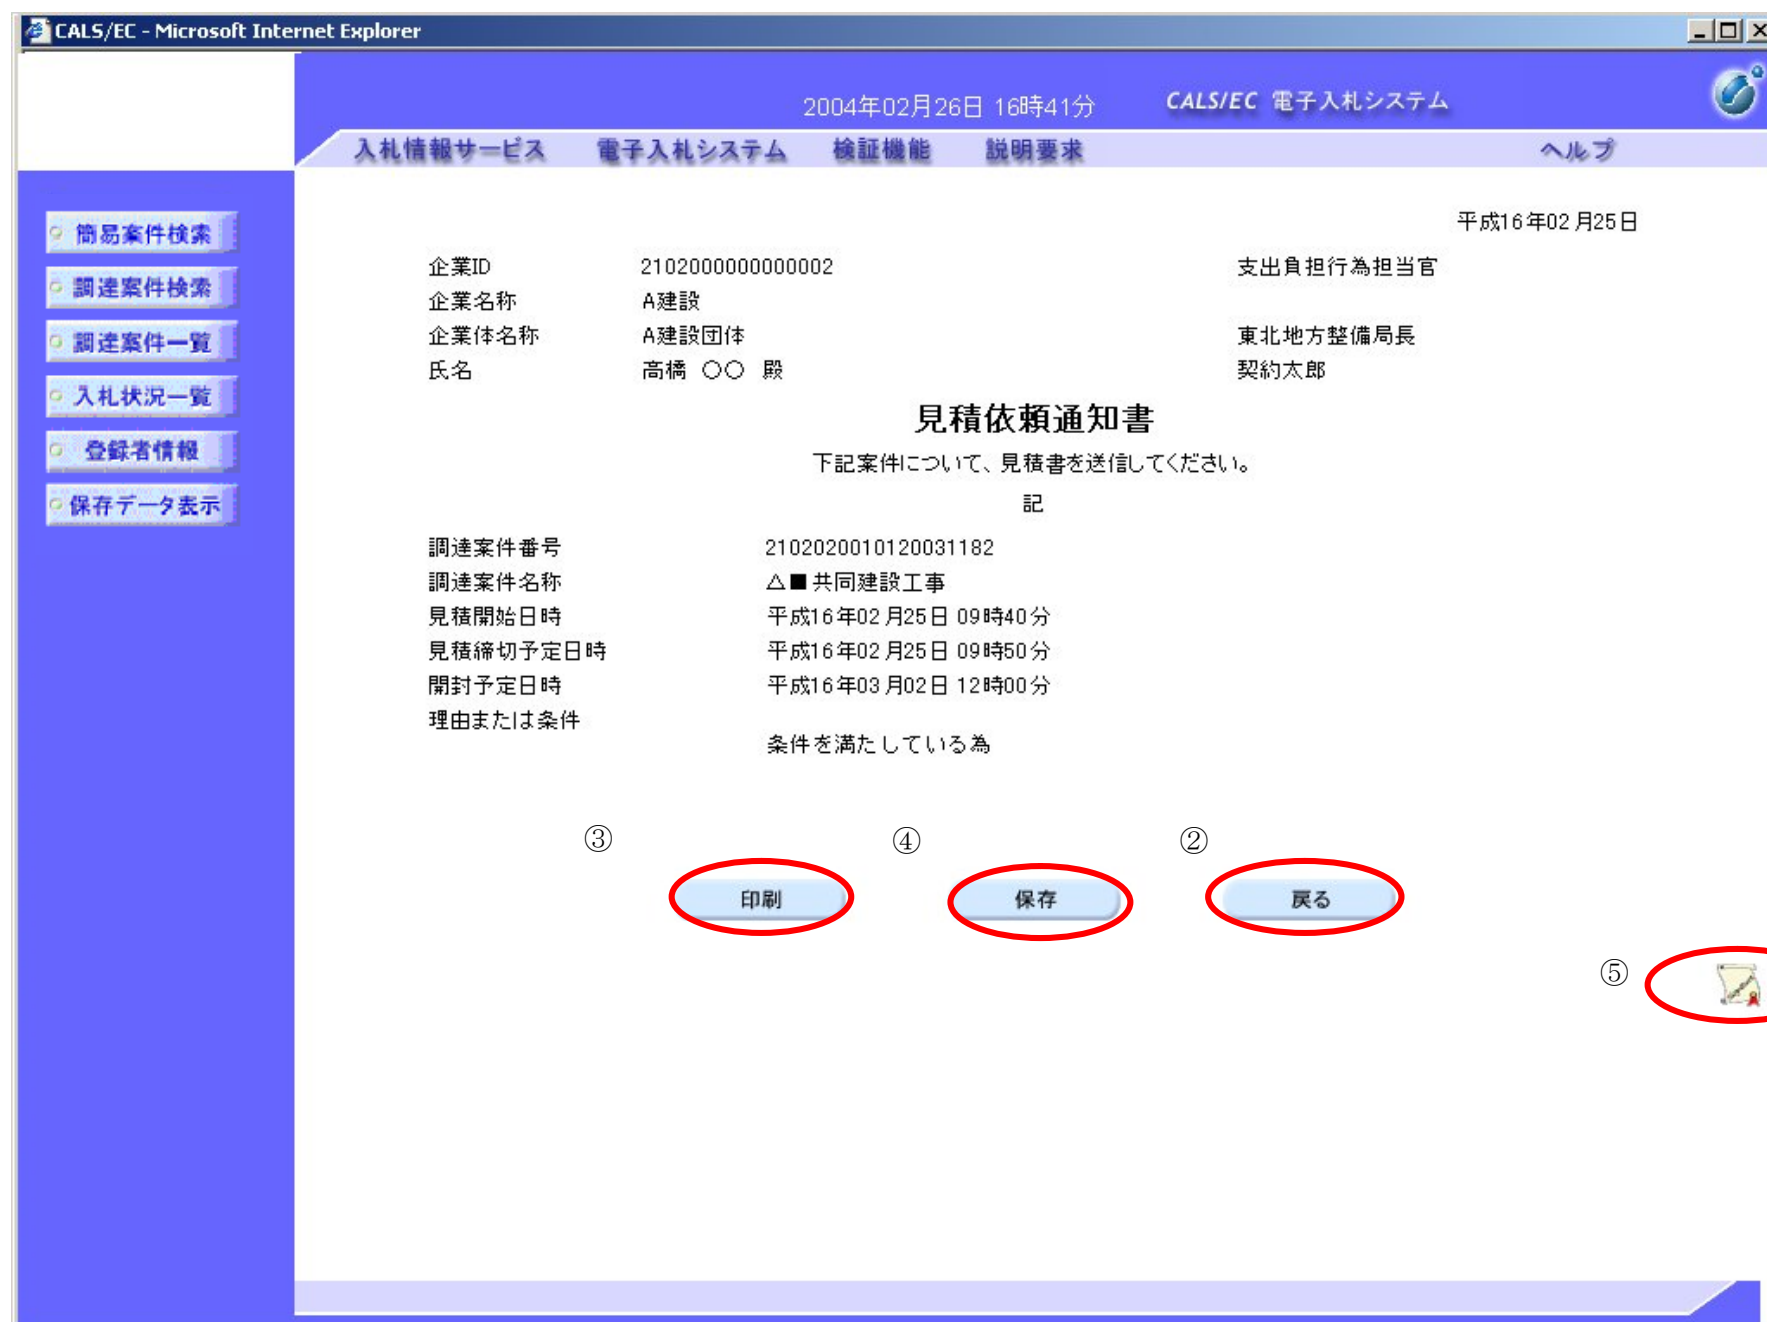 CALS/EC - Microsoft Internet Explorer
2004年02月26日 16時41分 CALS/EC 電子入札システム
入札情報サービス 電子入札システム 検証機能 説明要求 ヘルプ
簡易案件検索
調達案件検索
調達案件一覧
入札状況一覧
登録者情報
保存データ表示
平成16年02月25日
企業ID 2102000000000002 支出負担行為担当官
企業名称 A建設
企業体名称 A建設団体 東北地方整備局長
氏名 高橋 〇〇 殿 契約太郎
見積依頼通知書
下記案件について、見積書を送信してください。
記
調達案件番号 2102020010120031182
調達案件名称 △■共同建設工事
見積開始日時 平成16年02月25日 09時40分
見積締切予定日時 平成16年02月25日 09時50分
開封予定日時 平成16年03月02日 12時00分
理由または条件
条件を満たしている為
③ ④ ②
印刷 保存 戻る
⑤